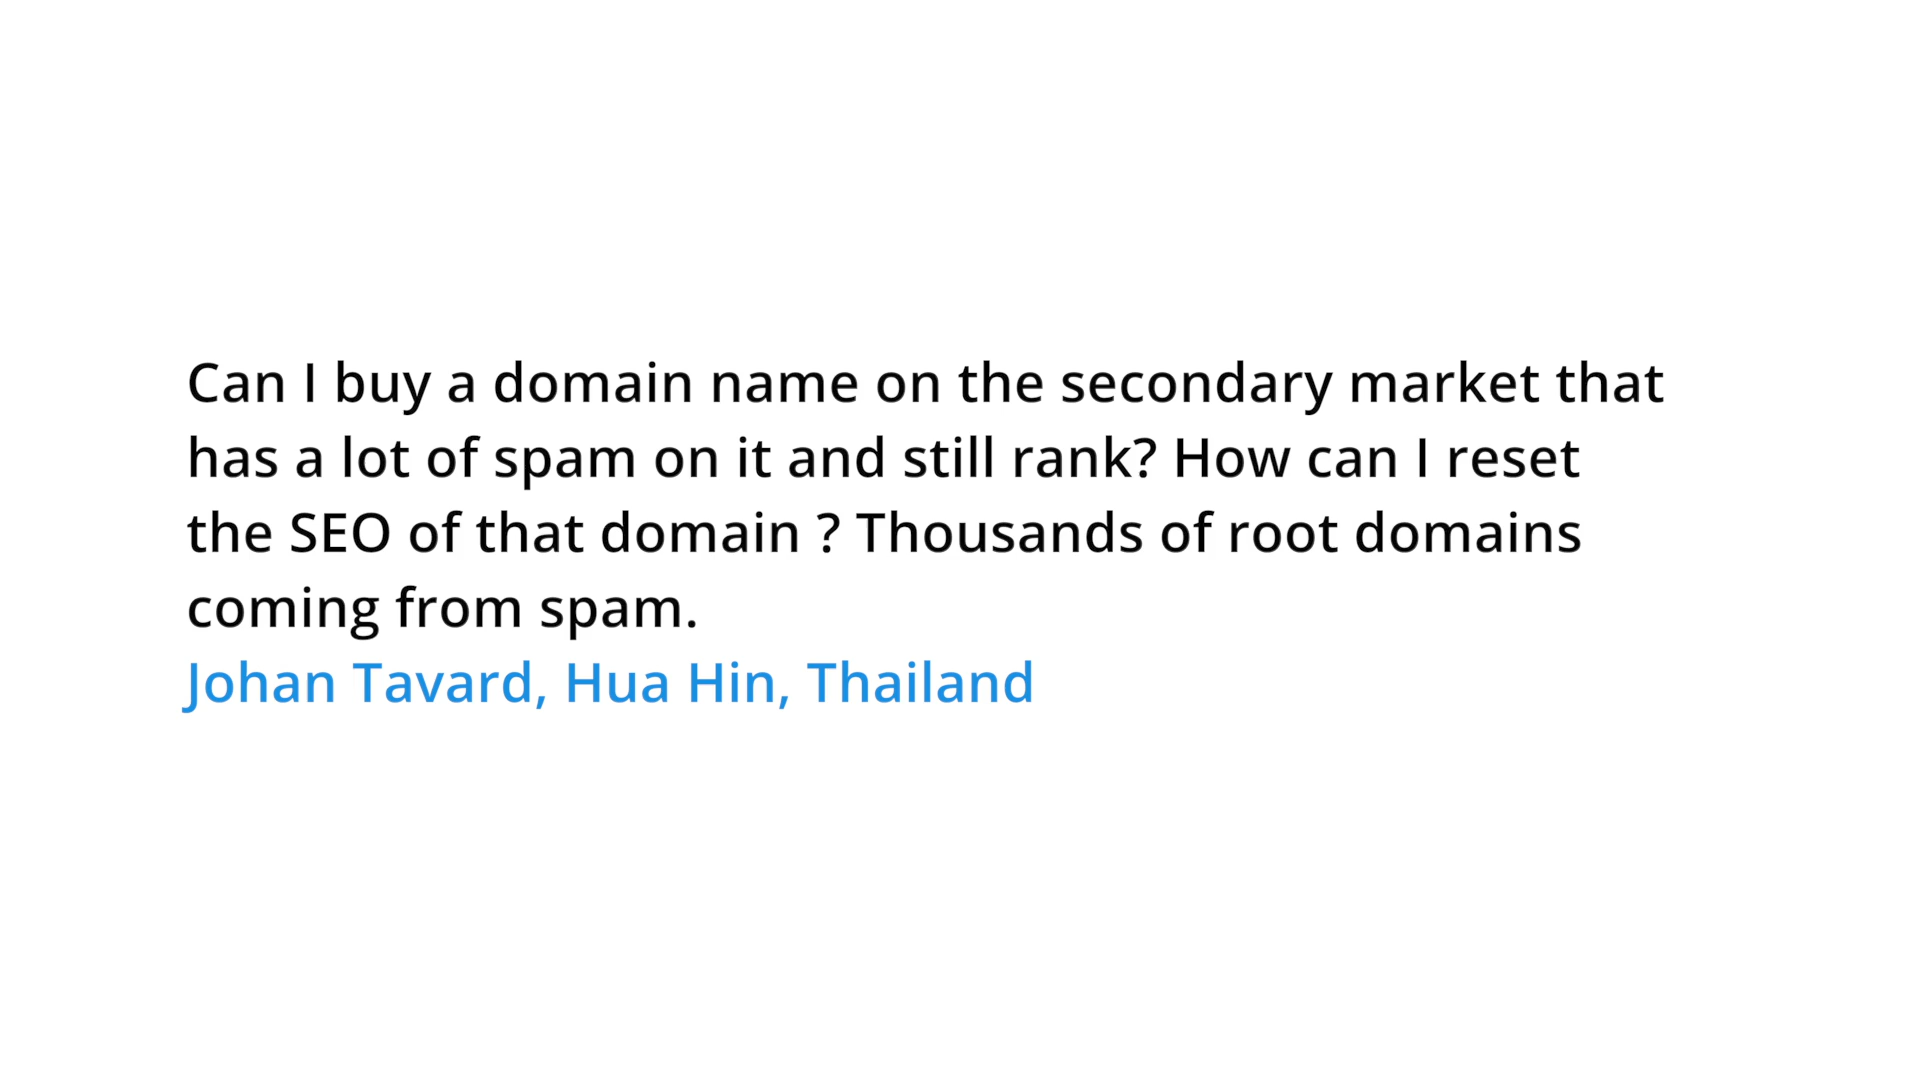 Can I buy a domain name on the secondary market that
has a lot of spam on it and still rank? How can I reset
the SEO of that domain ? Thousands of root domains
coming from spam.
Johan Tavard, Hua Hin, Thailand